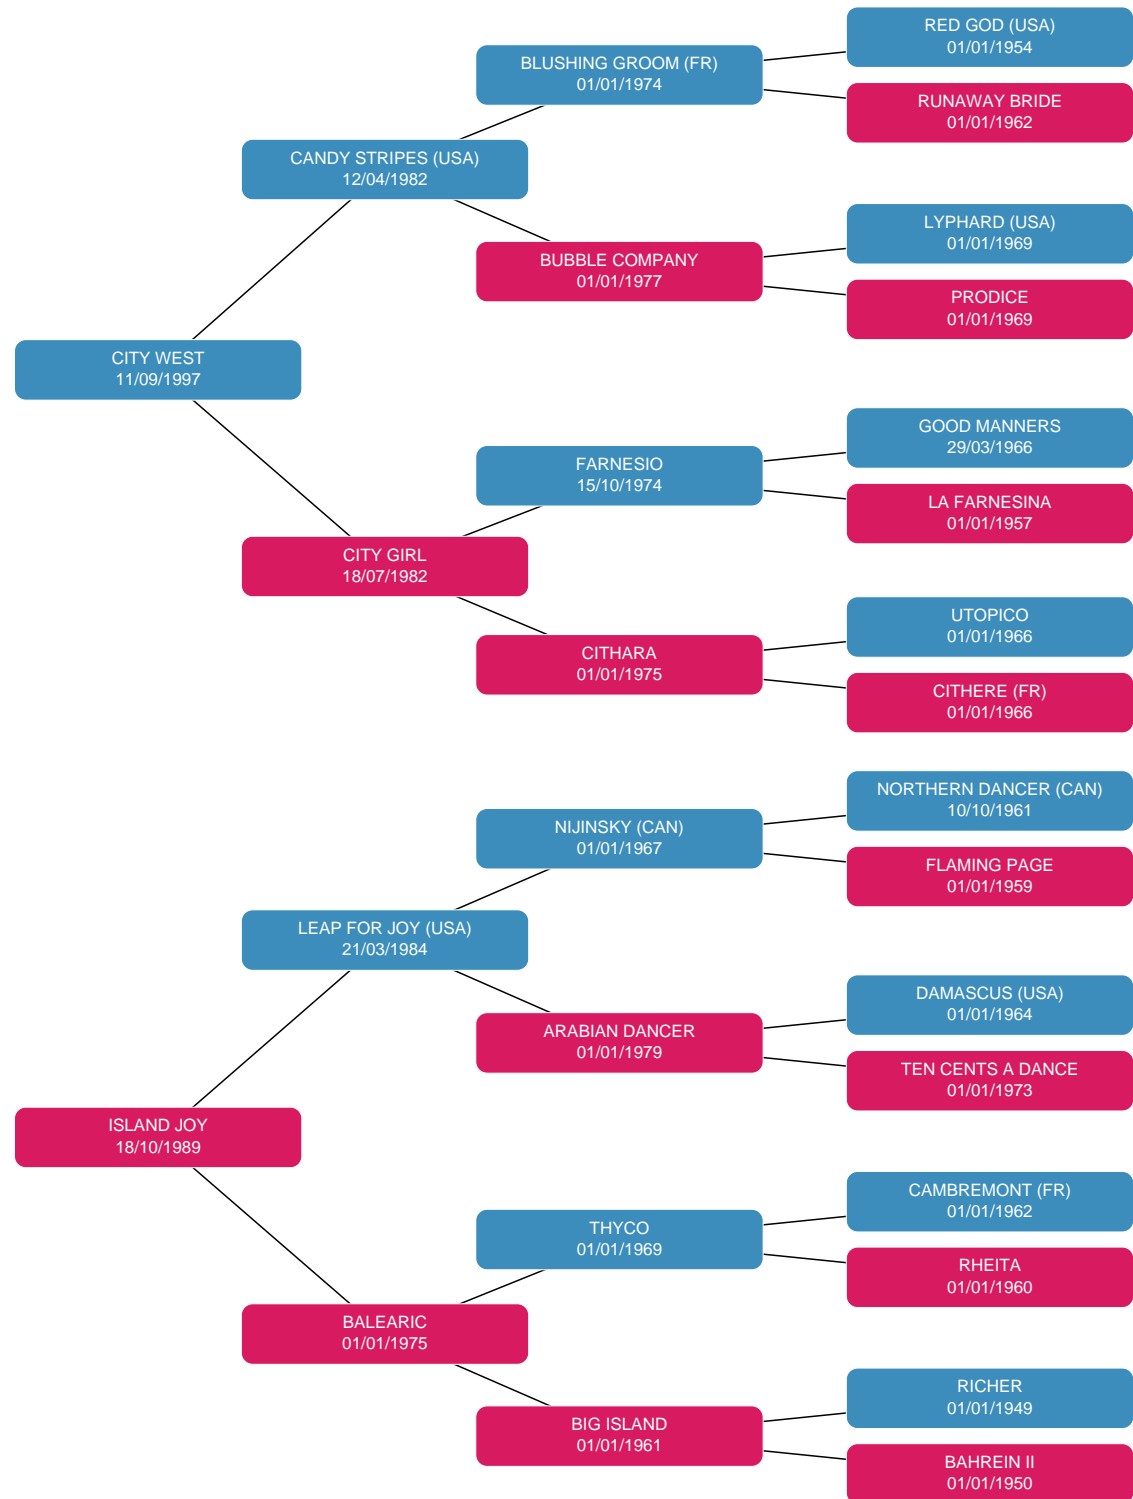 RED GOD (USA)
01/01/1954
BLUSHING GROOM (FR)
01/01/1974
RUNAWAY BRIDE
01/01/1962
CANDY STRIPES (USA)
12/04/1982
LYPHARD (USA)
01/01/1969
BUBBLE COMPANY
01/01/1977
PRODICE
01/01/1969
CITY WEST
11/09/1997
GOOD MANNERS
29/03/1966
FARNESIO
15/10/1974
LA FARNESINA
01/01/1957
CITY GIRL
18/07/1982
UTOPICO
01/01/1966
CITHARA
01/01/1975
CITHERE (FR)
01/01/1966
NORTHERN DANCER (CAN)
10/10/1961
NIJINSKY (CAN)
01/01/1967
FLAMING PAGE
01/01/1959
LEAP FOR JOY (USA)
21/03/1984
DAMASCUS (USA)
01/01/1964
ARABIAN DANCER
01/01/1979
TEN CENTS A DANCE
01/01/1973
ISLAND JOY
18/10/1989
CAMBREMONT (FR)
01/01/1962
THYCO
01/01/1969
RHEITA
01/01/1960
BALEARIC
01/01/1975
RICHER
01/01/1949
BIG ISLAND
01/01/1961
BAHREIN II
01/01/1950